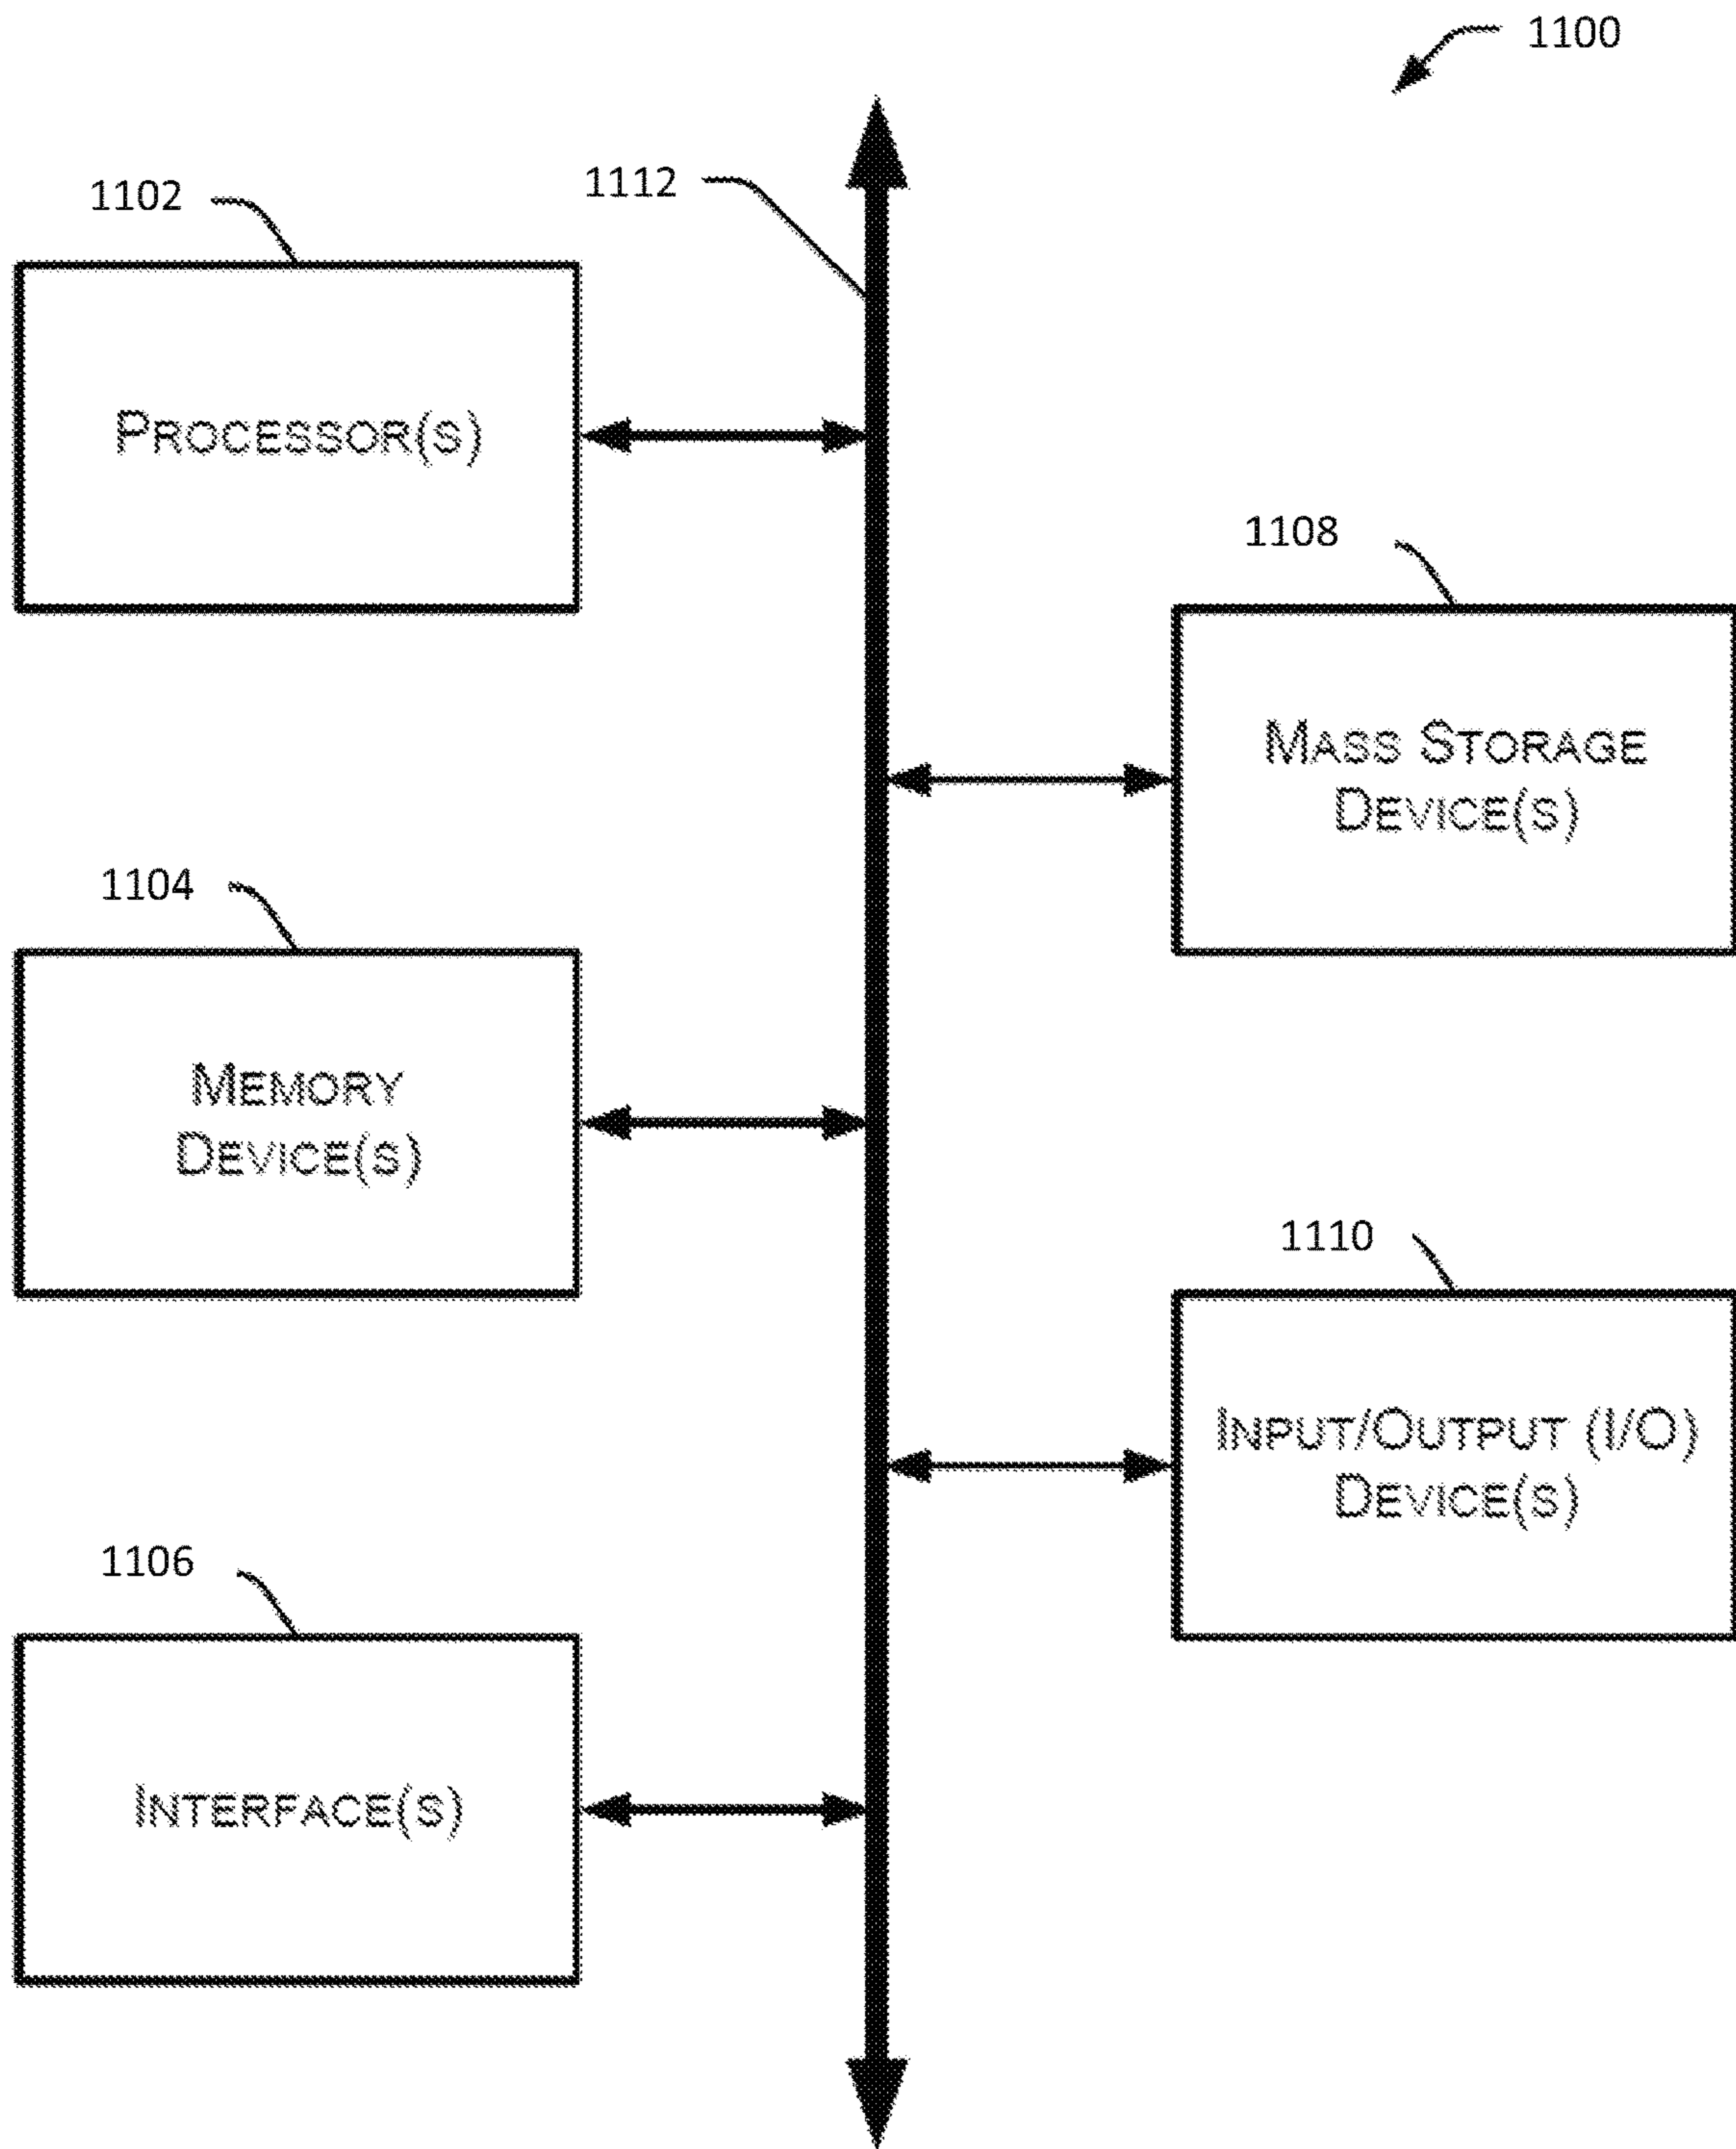 1100
1102
1112
PROCESSOR(S)
1108
MASS STORAGE
DEVICE(S)
1104
MEMORY
DEVICE(S)
1110
INPUT/OUTPUT (I/O)
DEVICE(S)
1106
INTERFACE(S)